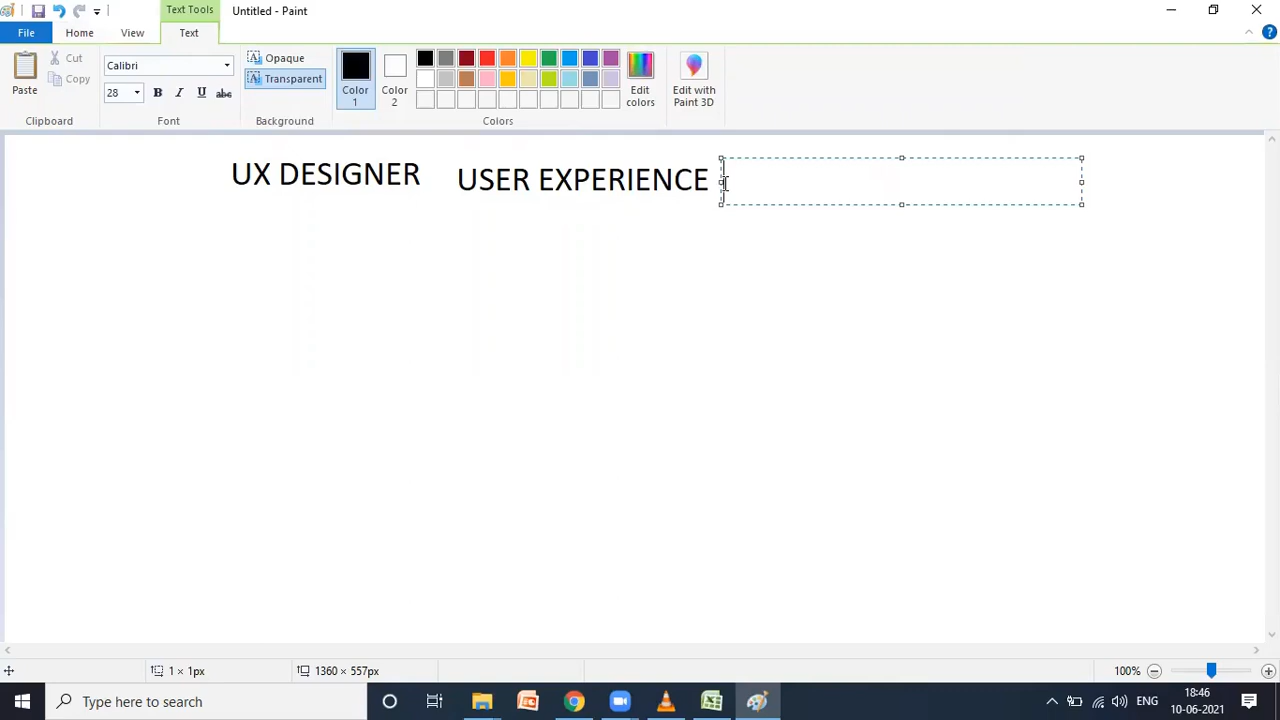 Text Tools
Untitled - Paint
File
Home
View
Text
Paste
Cut
Copy
Clipboard
Calibri
28
B I U abc
Font
A Opaque
A Transparent
Background
Color 1
Color 2
Edit colors
Colors
Edit with Paint 3D
UX DESIGNER
USER EXPERIENCE
1 × 1px
1360 × 557px
100%
Type here to search
ENG
18:46
10-06-2021